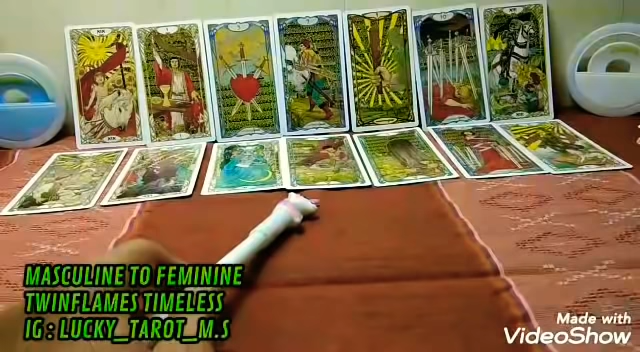 MASCULINE TO FEMININE
TWINFLAMES TIMELESS
IG : LUCKY_TAROT_M.S
Made with
VideoShow